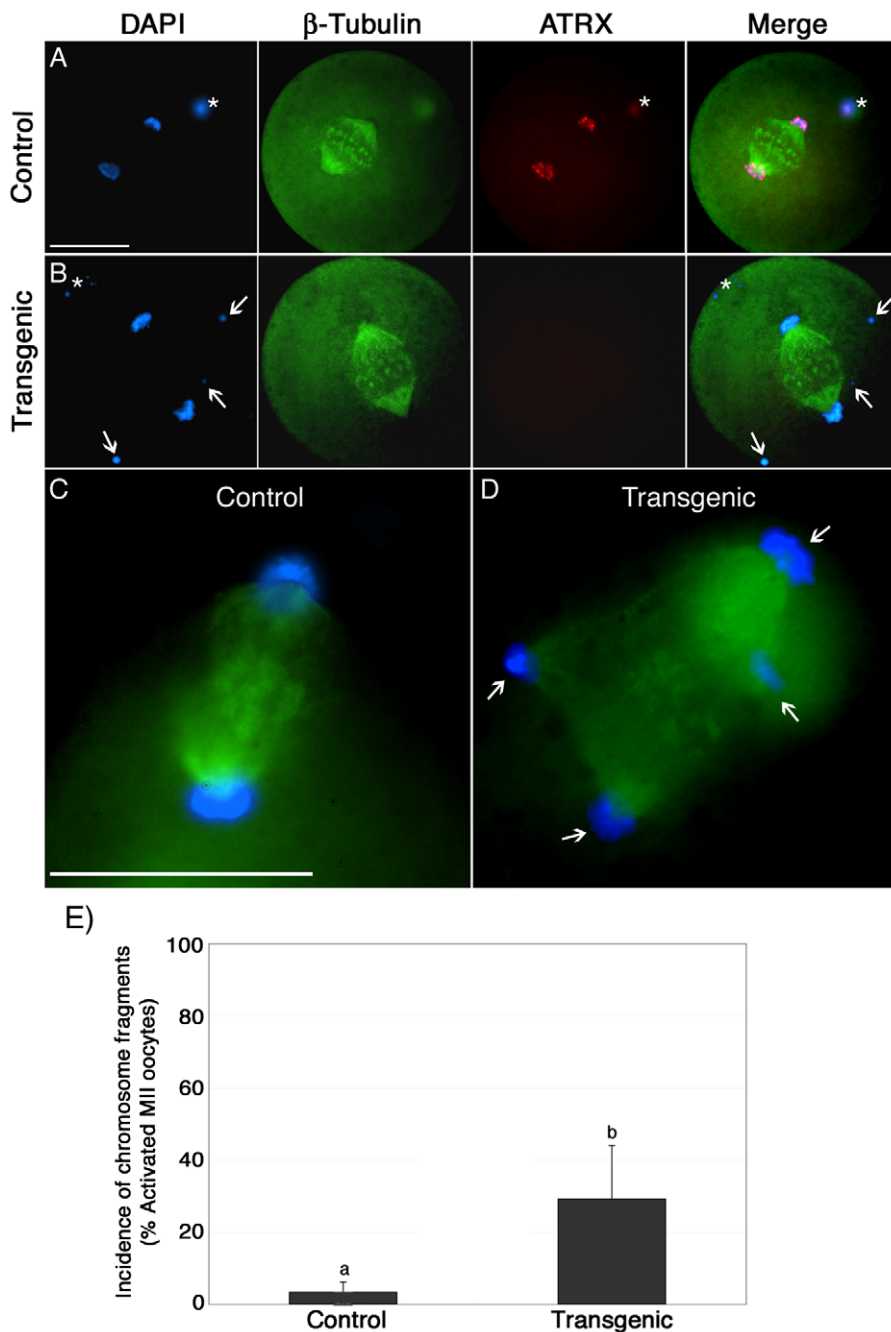 DAPI β-Tubulin ATRX Merge
A * * *
Control
B * *
Transgenic
C Control D Transgenic
E)
Incidence of chromosome fragments
(% Activated MII oocytes)
100
80
60
40
20
0
a
b
Control Transgenic